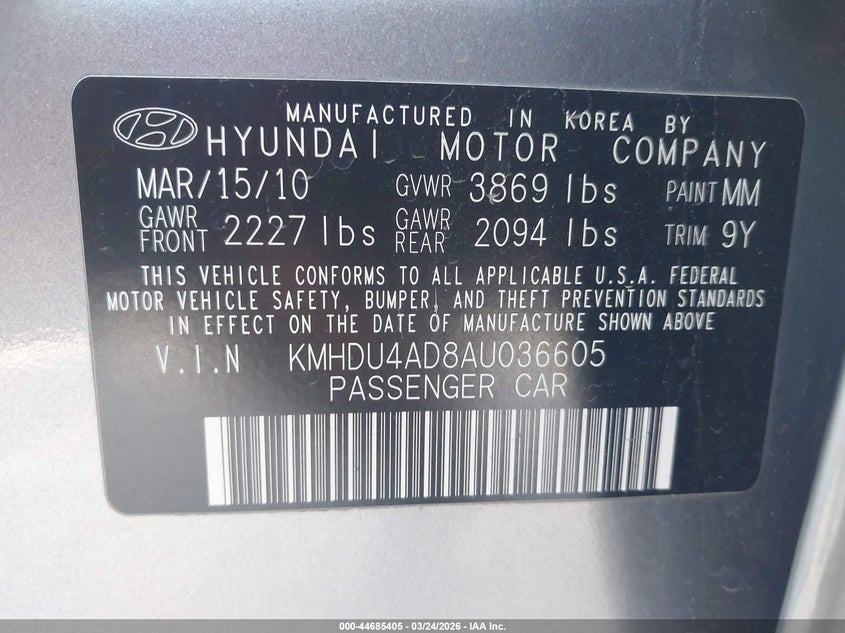 MANUFACTURED IN KOREA BY
HYUNDAI MOTOR COMPANY
MAR/15/10 GVWR 3869 lbs PAINT MM
GAWR FRONT 2227 lbs GAWR REAR 2094 lbs TRIM 9Y
THIS VEHICLE CONFORMS TO ALL APPLICABLE U.S.A. FEDERAL
MOTOR VEHICLE SAFETY, BUMPER, AND THEFT PREVENTION STANDARDS
IN EFFECT ON THE DATE OF MANUFACTURE SHOWN ABOVE
V.I.N KMHDU4AD8AU036605
PASSENGER CAR
000-44685405 - 03/24/2026 - IAA Inc.